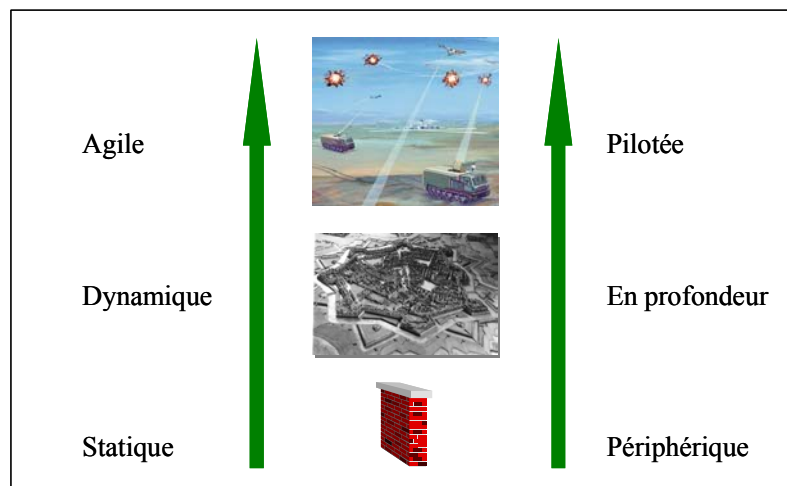 Agile
Pilotée
Dynamique
En profondeur
Statique
Périphérique